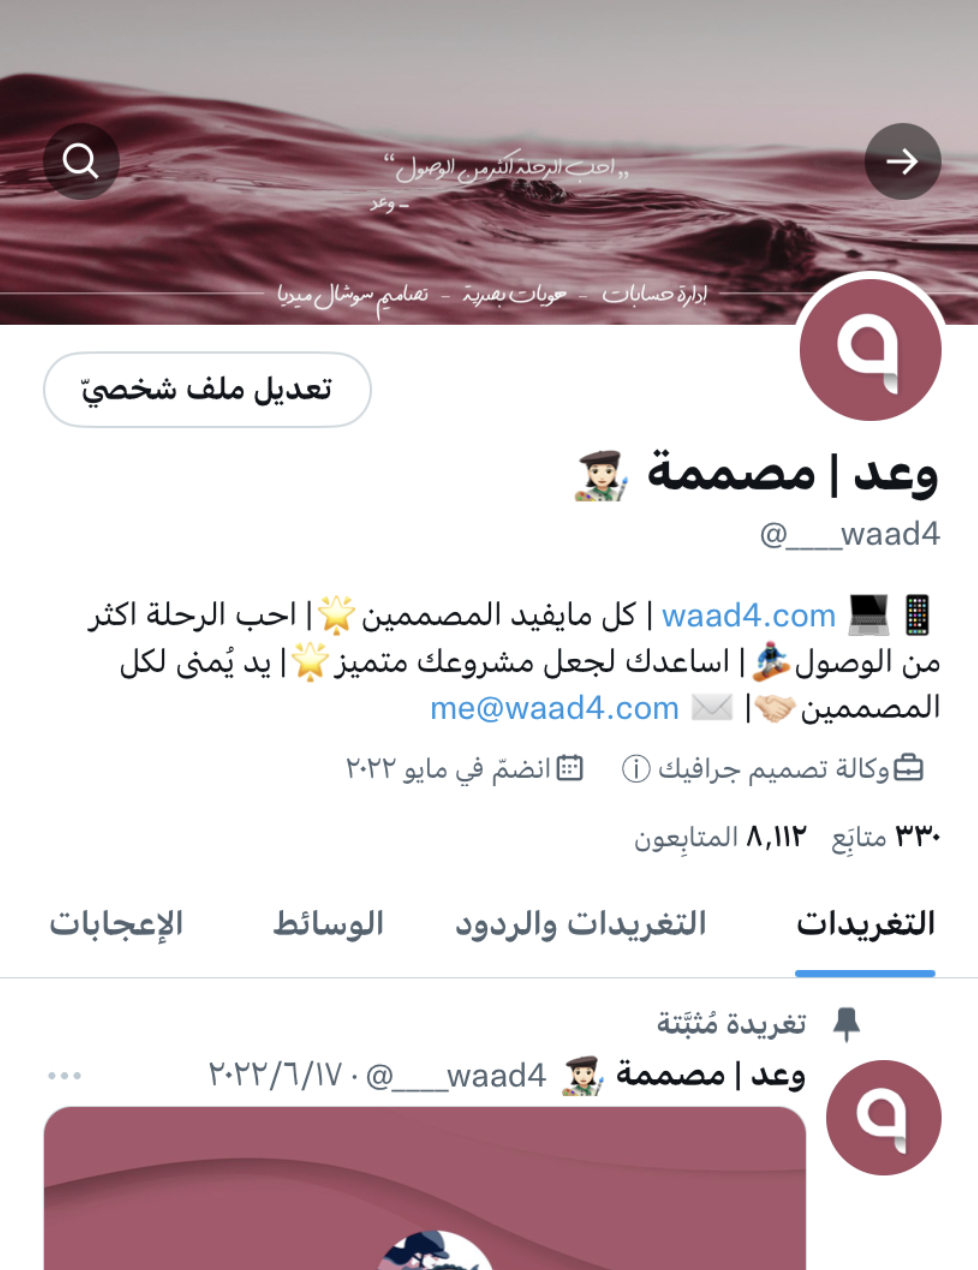 „احب الرحلة اكثر من الوصول“
- وعد
إدارة حسابات - هويات بصرية - تصاميم سوشال ميديا
تعديل ملف شخصيّ
وعد | مصممة 👩🏻‍🎨
@____waad4
📱💻 waad4.com | كل مايفيد المصممين🌟| احب الرحلة اكثر
من الوصول🏂| اساعدك لجعل مشروعك متميز🌟| يد يُمنى لكل
المصممين🤝🏻| ✉️ me@waad4.com
وكالة تصميم جرافيك انضمّ في مايو ٢٠٢٢
٣٣٠ متابَع ٨,١١٢ المتابِعون
التغريدات التغريدات والردود الوسائط الإعجابات
تغريدة مُثبَّتة
وعد | مصممة 👩🏻‍🎨 @____waad4 · ٢٠٢٢/٦/١٧